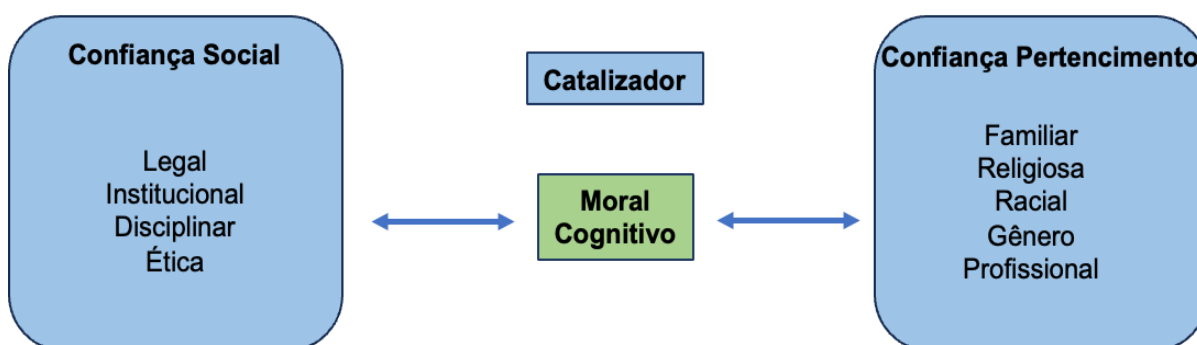 Confiança Social
Legal
Institucional
Disciplinar
Ética
Catalizador
Moral
Cognitivo
Confiança Pertencimento
Familiar
Religiosa
Racial
Gênero
Profissional